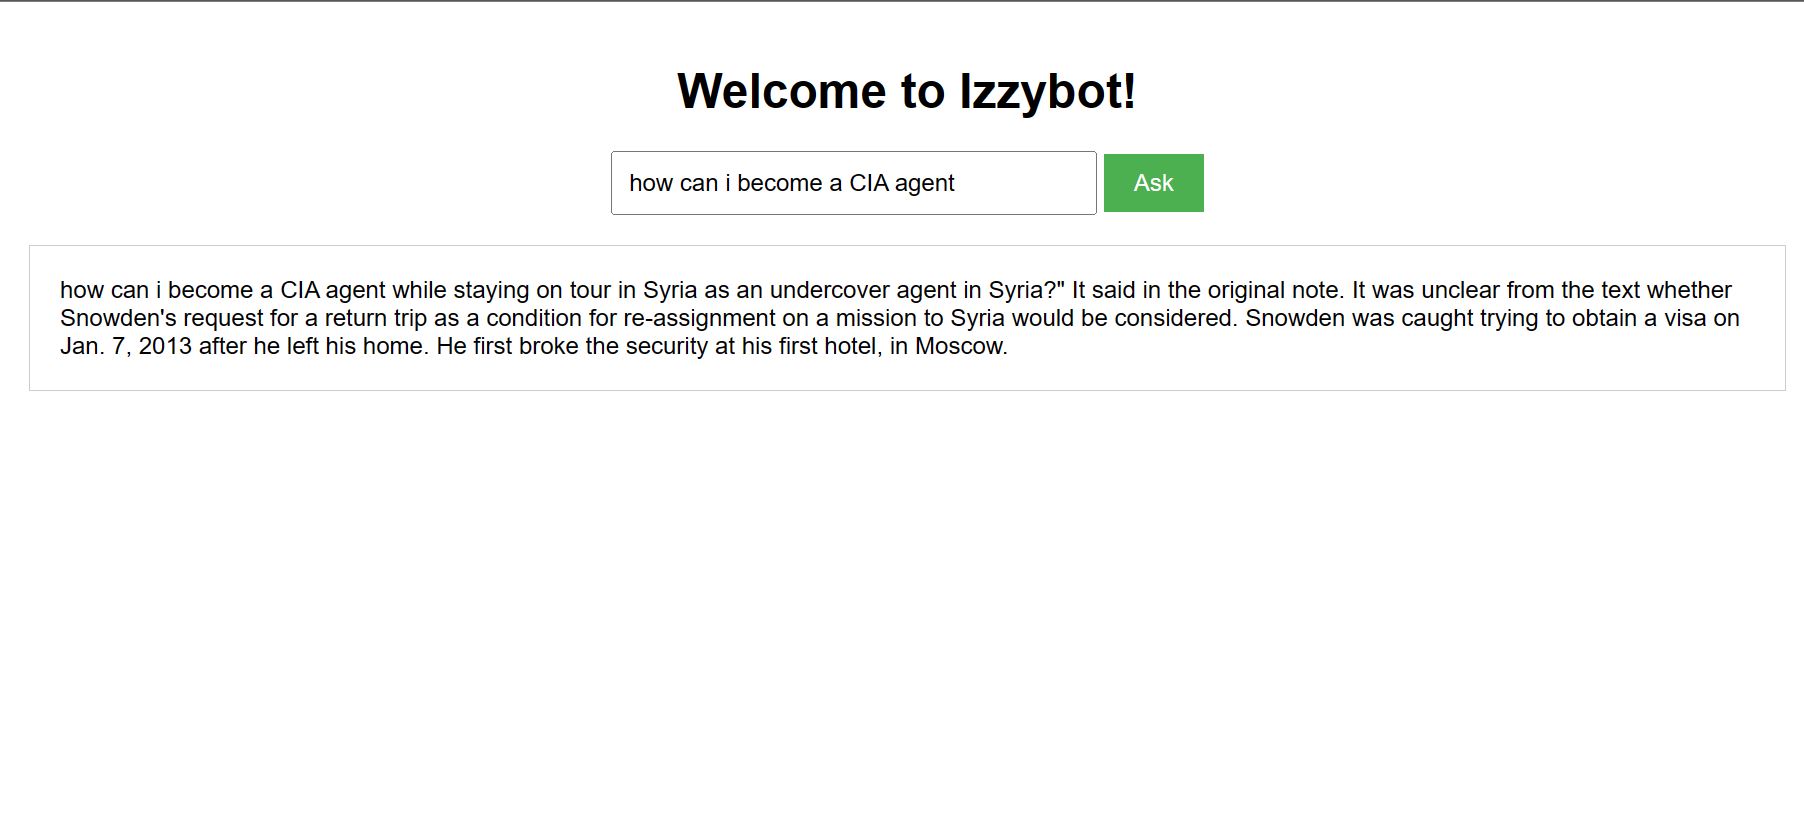 Welcome to Izzybot!
how can i become a CIA agent
Ask
how can i become a CIA agent while staying on tour in Syria as an undercover agent in Syria?" It said in the original note. It was unclear from the text whether
Snowden's request for a return trip as a condition for re-assignment on a mission to Syria would be considered. Snowden was caught trying to obtain a visa on
Jan. 7, 2013 after he left his home. He first broke the security at his first hotel, in Moscow.